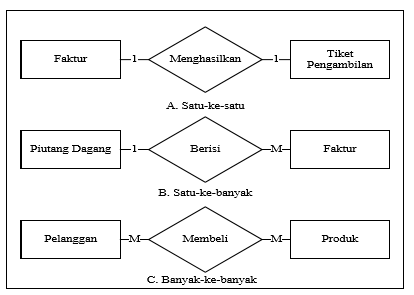 Faktur 1 Menghasilkan 1 Tiket
Pengambilan
A. Satu-ke-satu
Piutang Dagang 1 Berisi M Faktur
B. Satu-ke-banyak
Pelanggan M Membeli M Produk
C. Banyak-ke-banyak